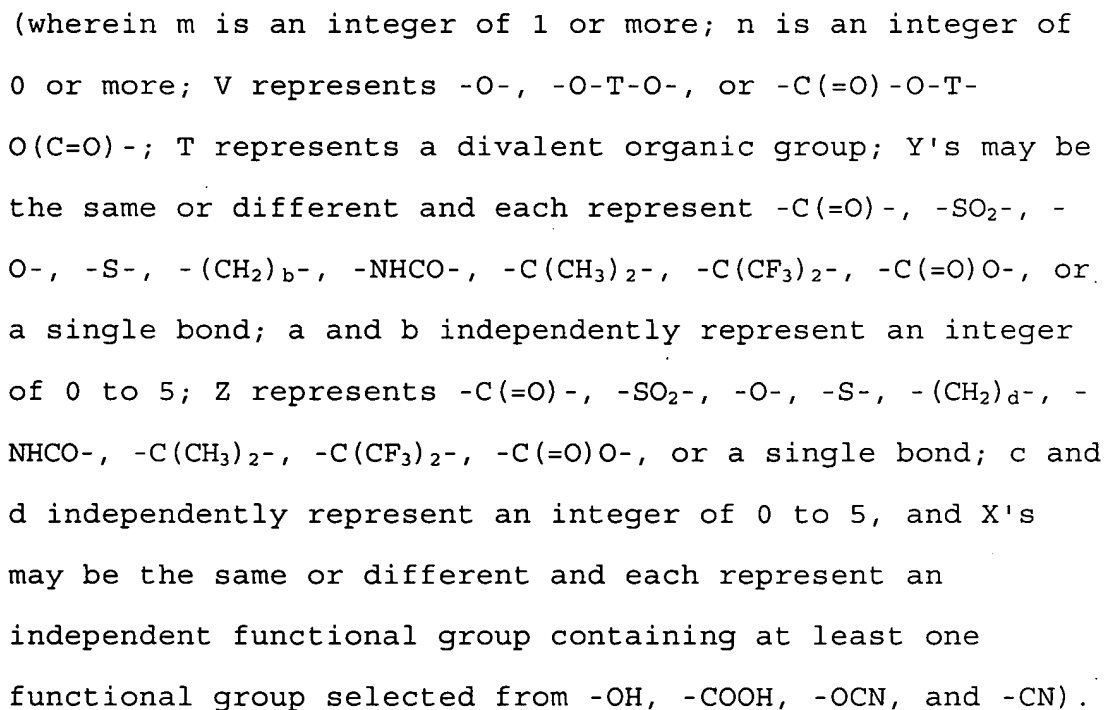 (wherein m is an integer of 1 or more; n is an integer of
0 or more; V represents -O-, -O-T-O-, or -C(=O)-O-T-
O(C=O)-; T represents a divalent organic group; Y's may be
the same or different and each represent -C(=O)-, -SO₂-, -
O-, -S-, -(CH₂)b-, -NHCO-, -C(CH₃)₂-, -C(CF₃)₂-, -C(=O)O-, or
a single bond; a and b independently represent an integer
of 0 to 5; Z represents -C(=O)-, -SO₂-, -O-, -S-, -(CH₂)d-, -
NHCO-, -C(CH₃)₂-, -C(CF₃)₂-, -C(=O)O-, or a single bond; c and
d independently represent an integer of 0 to 5, and X's
may be the same or different and each represent an
independent functional group containing at least one
functional group selected from -OH, -COOH, -OCN, and -CN).